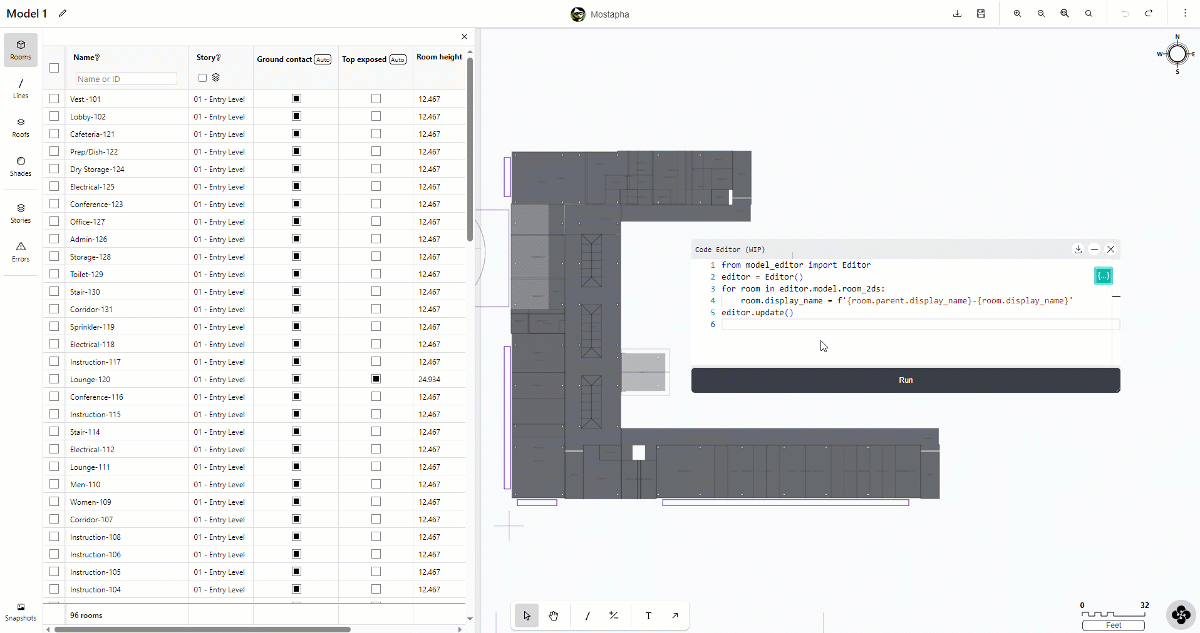 Model 1
Mostapha
Rooms
Lines
Roofs
Shades
Stories
Errors
Snapshots
Name?
Story?
Ground contact Auto
Top exposed Auto
Room height
Name or ID
Vest.-101 01 - Entry Level 12.467
Lobby-102 01 - Entry Level 12.467
Cafeteria-121 01 - Entry Level 12.467
Prep/Dish-122 01 - Entry Level 12.467
Dry Storage-124 01 - Entry Level 12.467
Electrical-125 01 - Entry Level 12.467
Conference-123 01 - Entry Level 12.467
Office-127 01 - Entry Level 12.467
Admin-126 01 - Entry Level 12.467
Storage-128 01 - Entry Level 12.467
Toilet-129 01 - Entry Level 12.467
Stair-130 01 - Entry Level 12.467
Corridor-131 01 - Entry Level 12.467
Sprinkler-119 01 - Entry Level 12.467
Electrical-118 01 - Entry Level 12.467
Instruction-117 01 - Entry Level 12.467
Lounge-120 01 - Entry Level 24.934
Conference-116 01 - Entry Level 12.467
Instruction-115 01 - Entry Level 12.467
Stair-114 01 - Entry Level 12.467
Electrical-112 01 - Entry Level 12.467
Lounge-111 01 - Entry Level 12.467
Men-110 01 - Entry Level 12.467
Women-109 01 - Entry Level 12.467
Corridor-107 01 - Entry Level 12.467
Instruction-108 01 - Entry Level 12.467
Instruction-106 01 - Entry Level 12.467
Instruction-105 01 - Entry Level 12.467
Instruction-104 01 - Entry Level 12.467
96 rooms
N
W E
S
Code Editor (WIP)
1 from model_editor import Editor
2 editor = Editor()
3 for room in editor.model.room_2ds:
4 room.display_name = f'{room.parent.display_name}-{room.display_name}'
5 editor.update()
6
{...}
Run
T
0 32
Feet